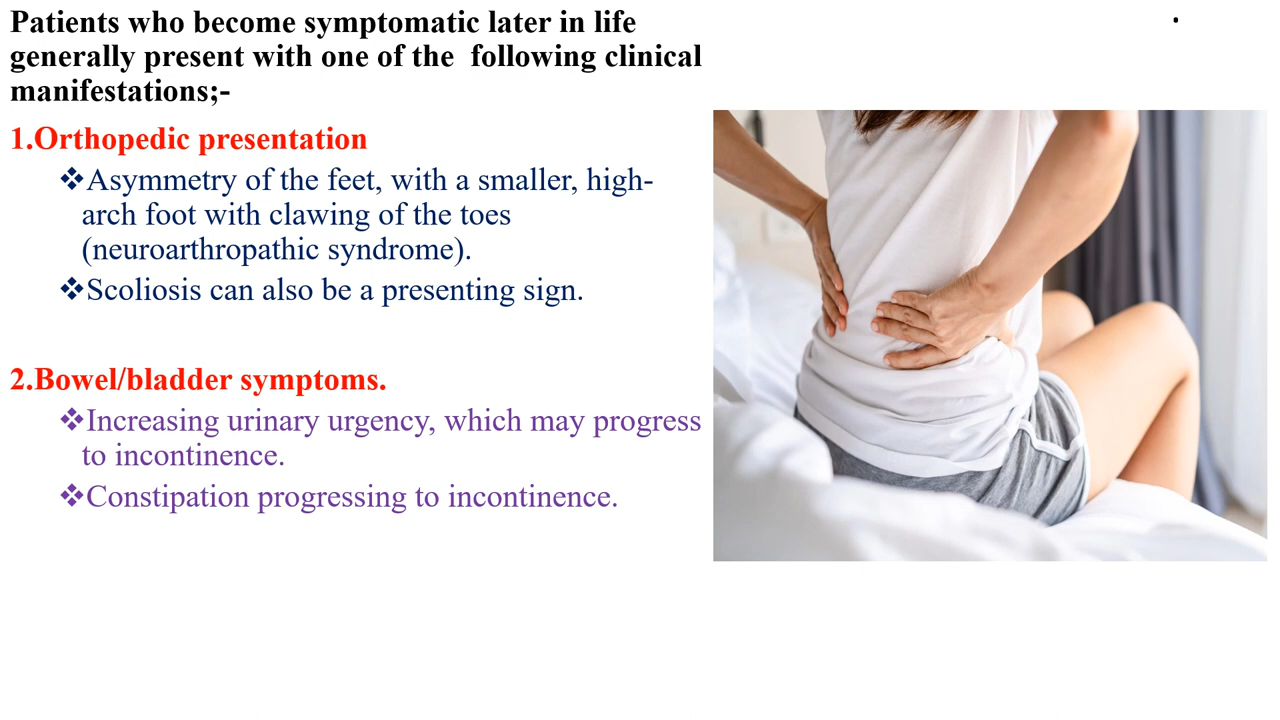 Patients who become symptomatic later in life
generally present with one of the  following clinical
manifestations;-
1.Orthopedic presentation
❖Asymmetry of the feet, with a smaller, high-
arch foot with clawing of the toes
(neuroarthropathic syndrome).
❖Scoliosis can also be a presenting sign.
2.Bowel/bladder symptoms.
❖Increasing urinary urgency, which may progress
to incontinence.
❖Constipation progressing to incontinence.
.